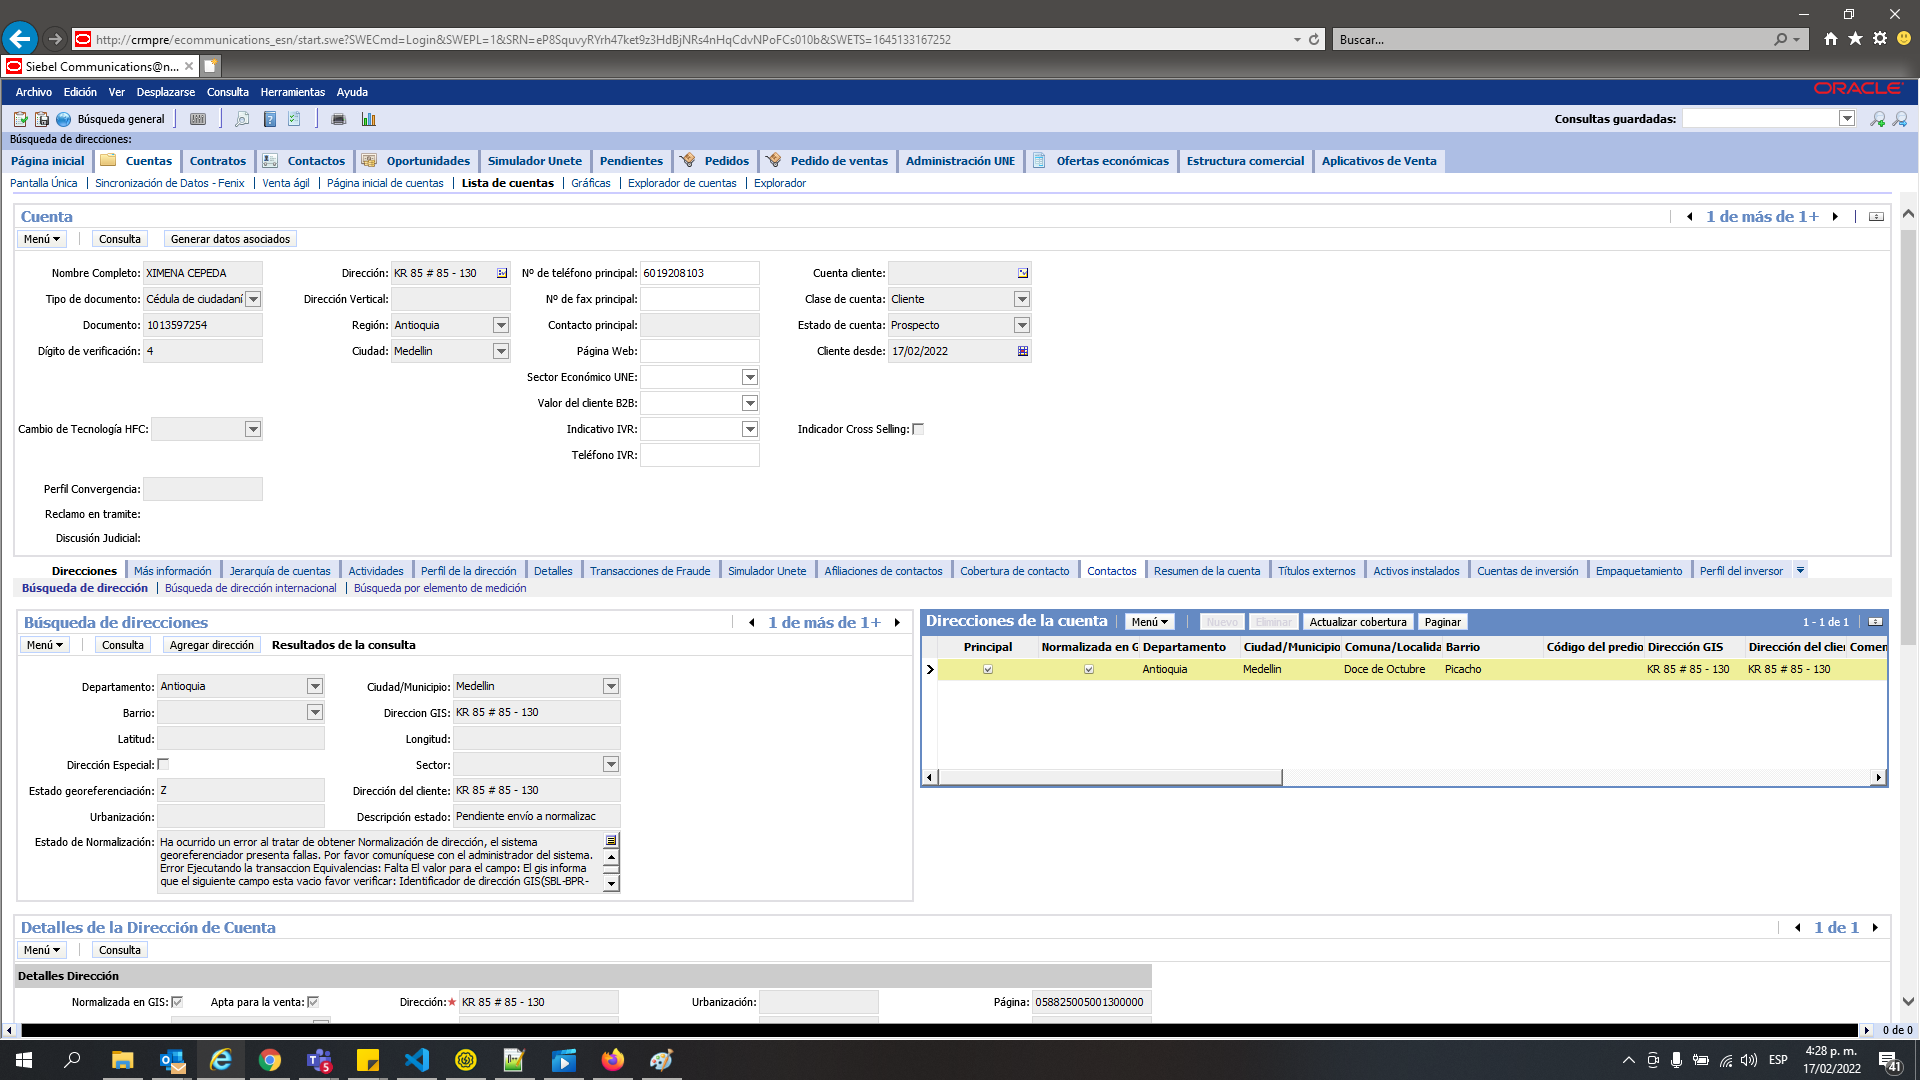 http://crmpre/ecommunications_esn/start.swe?SWECmd=Login&SWEPL=1&SRN=eP8SquvyRYrh47ket9z3HdBjNRs4nHqCdvNPoFCs010b&SWETS=1645133167252
Buscar...
Siebel Communications@n...
Archivo Edición Ver Desplazarse Consulta Herramientas Ayuda
ORACLE
Búsqueda general
Consultas guardadas:
Búsqueda de direcciones:
Página inicial Cuentas Contratos Contactos Oportunidades Simulador Unete Pendientes Pedidos Pedido de ventas Administración UNE Ofertas económicas Estructura comercial Aplicativos de Venta
Pantalla Única Sincronización de Datos - Fenix Venta ágil Página inicial de cuentas Lista de cuentas Gráficas Explorador de cuentas Explorador
Cuenta 1 de más de 1+
Menú Consulta Generar datos asociados
Nombre Completo: XIMENA CEPEDA Dirección: KR 85 # 85 - 130 Nº de teléfono principal: 6019208103 Cuenta cliente:
Tipo de documento: Cédula de ciudadaní Dirección Vertical: Nº de fax principal: Clase de cuenta: Cliente
Documento: 1013597254 Región: Antioquia Contacto principal: Estado de cuenta: Prospecto
Dígito de verificación: 4 Ciudad: Medellin Página Web: Cliente desde: 17/02/2022
Sector Económico UNE:
Valor del cliente B2B:
Cambio de Tecnología HFC: Indicativo IVR: Indicador Cross Selling:
Teléfono IVR:
Perfil Convergencia:
Reclamo en tramite:
Discusión Judicial:
Direcciones Más información Jerarquía de cuentas Actividades Perfil de la dirección Detalles Transacciones de Fraude Simulador Unete Afiliaciones de contactos Cobertura de contacto Contactos Resumen de la cuenta Títulos externos Activos instalados Cuentas de inversión Empaquetamiento Perfil del inversor
Búsqueda de dirección Búsqueda de dirección internacional Búsqueda por elemento de medición
Búsqueda de direcciones 1 de más de 1+
Menú Consulta Agregar dirección Resultados de la consulta
Departamento: Antioquia Ciudad/Municipio: Medellin
Barrio: Direccion GIS: KR 85 # 85 - 130
Latitud: Longitud:
Dirección Especial: Sector:
Estado georeferenciación: Z Dirección del cliente: KR 85 # 85 - 130
Urbanización: Descripción estado: Pendiente envío a normalizac
Estado de Normalización: Ha ocurrido un error al tratar de obtener Normalización de dirección, el sistema
georeferenciador presenta fallas. Por favor comuníquese con el administrador del sistema.
Error Ejecutando la transaccion Equivalencias: Falta El valor para el campo: El gis informa
que el siguiente campo esta vacio favor verificar: Identificador de dirección GIS(SBL-BPR-
Direcciones de la cuenta Menú Nuevo Eliminar Actualizar cobertura Paginar 1 - 1 de 1
Principal Normalizada en G Departamento Ciudad/Municipio Comuna/Localida Barrio Código del predio Dirección GIS Dirección del clie Comen
Antioquia Medellin Doce de Octubre Picacho KR 85 # 85 - 130 KR 85 # 85 - 130
Detalles de la Dirección de Cuenta 1 de 1
Menú Consulta
Detalles Dirección
Normalizada en GIS: Apta para la venta: Dirección:★ KR 85 # 85 - 130 Urbanización: Página: 058825005001300000
0 de 0
ESP
4:28 p. m.
17/02/2022
5
41